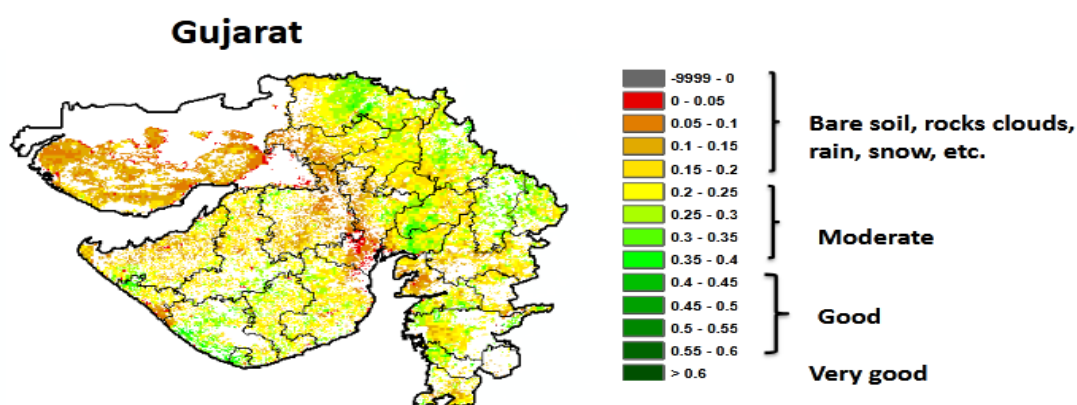 Gujarat
-9999 - 0
0 - 0.05
0.05 - 0.1
0.1 - 0.15
0.15 - 0.2
0.2 - 0.25
0.25 - 0.3
0.3 - 0.35
0.35 - 0.4
0.4 - 0.45
0.45 - 0.5
0.5 - 0.55
0.55 - 0.6
> 0.6
Bare soil, rocks clouds,
rain, snow, etc.
Moderate
Good
Very good